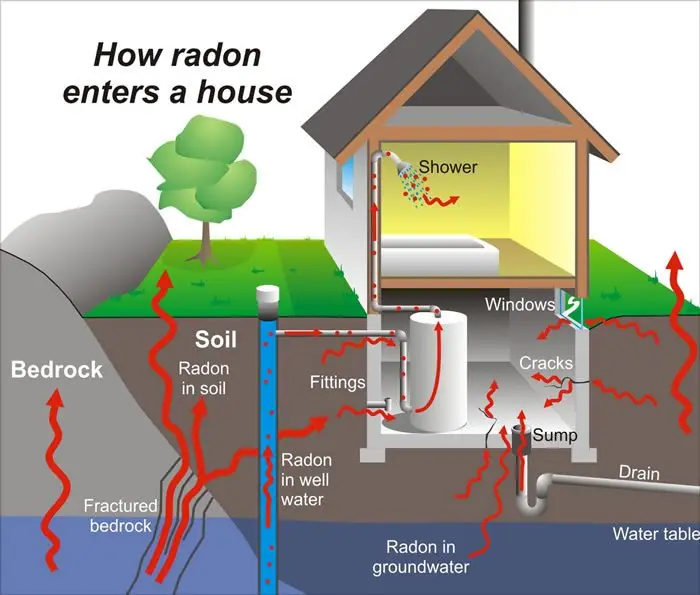 How radon
enters a house
Shower
Windows
Soil
Bedrock
Radon
in soil
Cracks
Fittings
Sump
Radon
in well
water
Drain
Fractured
bedrock
Water table
Radon in
groundwater